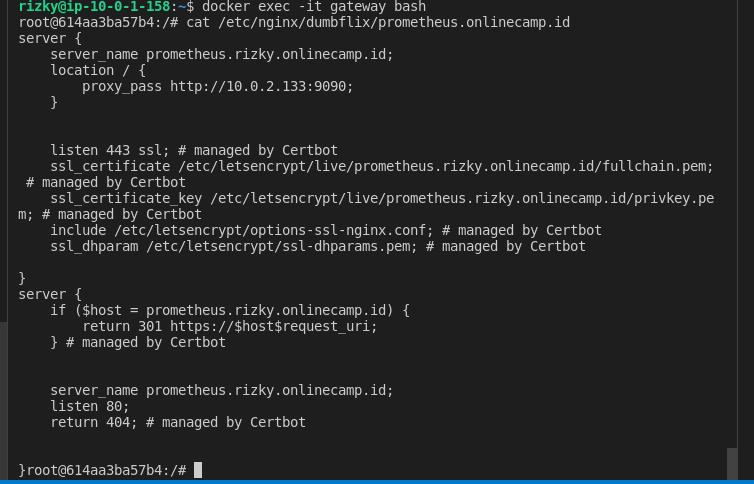 rizky@ip-10-0-1-158:~$ docker exec -it gateway bash
root@614aa3ba57b4:/# cat /etc/nginx/dumbflix/prometheus.onlinecamp.id
server {
    server_name prometheus.rizky.onlinecamp.id;
    location / {
        proxy_pass http://10.0.2.133:9090;
    }


    listen 443 ssl; # managed by Certbot
    ssl_certificate /etc/letsencrypt/live/prometheus.rizky.onlinecamp.id/fullchain.pem;
 # managed by Certbot
    ssl_certificate_key /etc/letsencrypt/live/prometheus.rizky.onlinecamp.id/privkey.pe
m; # managed by Certbot
    include /etc/letsencrypt/options-ssl-nginx.conf; # managed by Certbot
    ssl_dhparam /etc/letsencrypt/ssl-dhparams.pem; # managed by Certbot

}
server {
    if ($host = prometheus.rizky.onlinecamp.id) {
        return 301 https://$host$request_uri;
    } # managed by Certbot


    server_name prometheus.rizky.onlinecamp.id;
    listen 80;
    return 404; # managed by Certbot


}root@614aa3ba57b4:/#